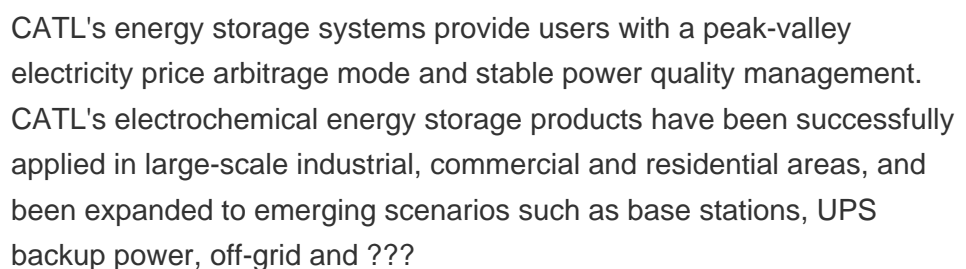 CATL's energy storage systems provide users with a peak-valley
electricity price arbitrage mode and stable power quality management.
CATL's electrochemical energy storage products have been successfully
applied in large-scale industrial, commercial and residential areas, and
been expanded to emerging scenarios such as base stations, UPS
backup power, off-grid and ???